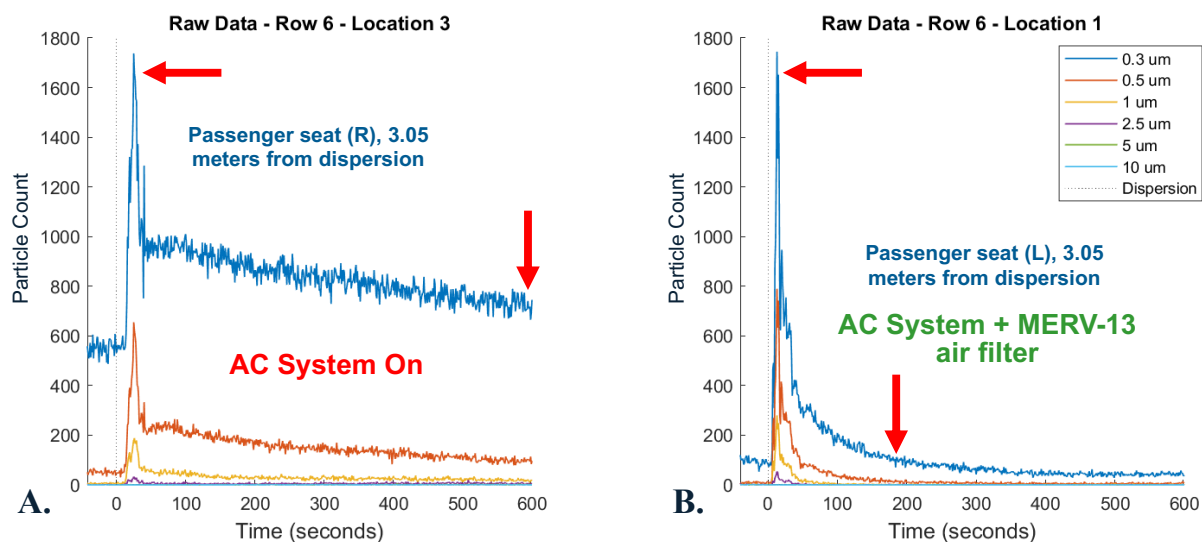 Raw Data - Row 6 - Location 3
1800
1600
1400
1200
1000
800
600
400
200
0
Particle Count
Passenger seat (R), 3.05
meters from dispersion
AC System On
A.
0
100
200
300
400
500
600
Time (seconds)
Raw Data - Row 6 - Location 1
1800
1600
1400
1200
1000
800
600
400
200
0
Particle Count
0.3 um
0.5 um
1 um
2.5 um
5 um
10 um
Dispersion
Passenger seat (L), 3.05
meters from dispersion
AC System + MERV-13
air filter
B.
0
100
200
300
400
500
600
Time (seconds)